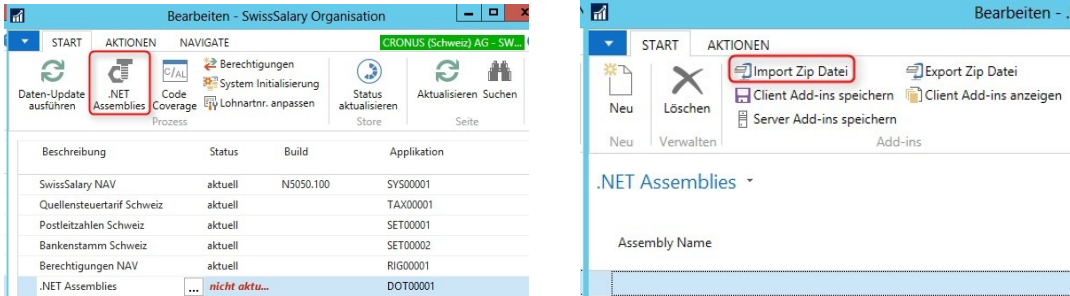 Bearbeiten - SwissSalary Organisation
START AKTIONEN NAVIGATE CRONUS (Schweiz) AG - SW...
Daten-Update ausführen
.NET Assemblies
C/AL
Code Coverage
Berechtigungen
System Initialisierung
Lohnartnr. anpassen
Status aktualisieren
Aktualisieren Suchen
Prozess Store Seite
Beschreibung Status Build Applikation
SwissSalary NAV aktuell N5050.100 SYS00001
Quellensteuertarif Schweiz aktuell TAX00001
Postleitzahlen Schweiz aktuell SET00001
Bankenstamm Schweiz aktuell SET00002
Berechtigungen NAV aktuell RIG00001
.NET Assemblies ... nicht aktu... DOT00001
Bearbeiten - .
START AKTIONEN
Neu
Löschen
Import Zip Datei Export Zip Datei
Client Add-ins speichern Client Add-ins anzeigen
Server Add-ins speichern
Neu Verwalten Add-ins
.NET Assemblies
Assembly Name